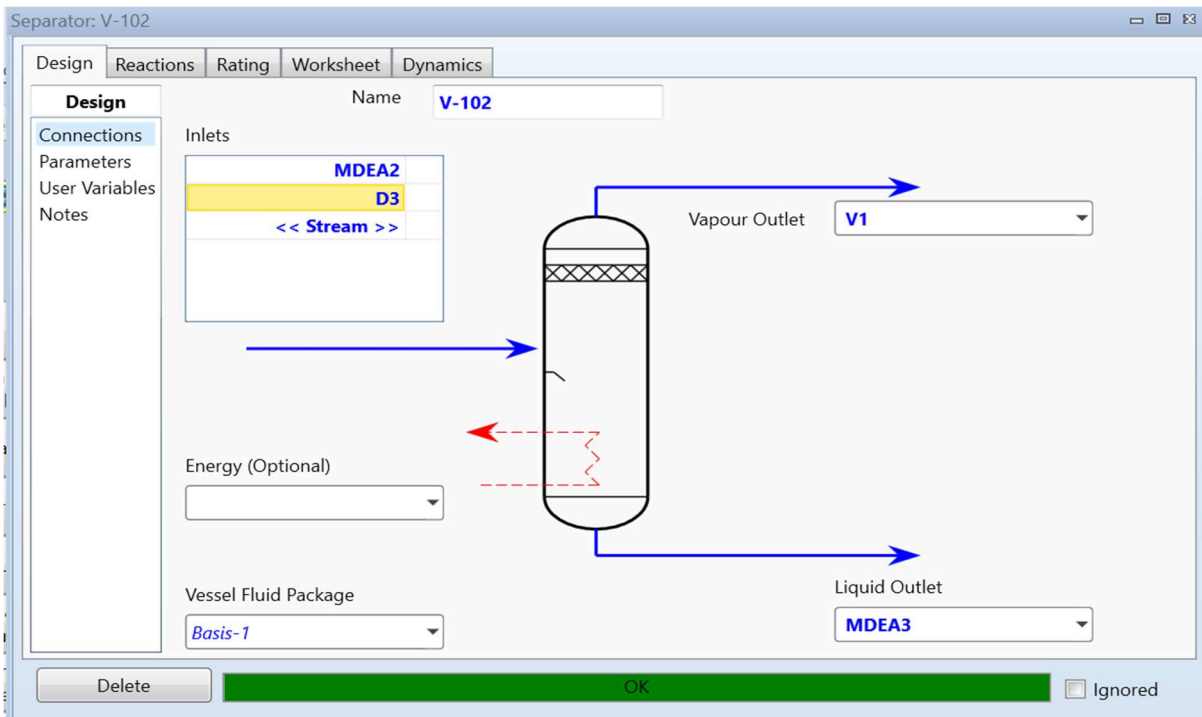 Separator: V-102
Design Reactions Rating Worksheet Dynamics
Design
Connections
Parameters
User Variables
Notes
Name V-102
Inlets
MDEA2
D3
<< Stream >>
Vapour Outlet V1
Energy (Optional)
Vessel Fluid Package
Basis-1
Liquid Outlet
MDEA3
Delete OK Ignored